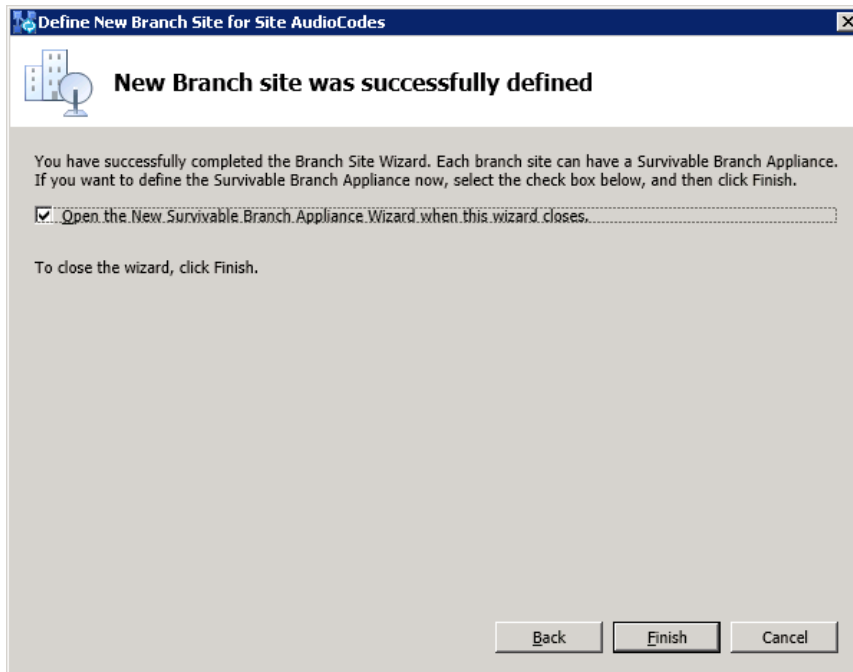 Define New Branch Site for Site AudioCodes
New Branch site was successfully defined
You have successfully completed the Branch Site Wizard. Each branch site can have a Survivable Branch Appliance.
If you want to define the Survivable Branch Appliance now, select the check box below, and then click Finish.
Open the New Survivable Branch Appliance Wizard when this wizard closes.
To close the wizard, click Finish.
Back
Finish
Cancel